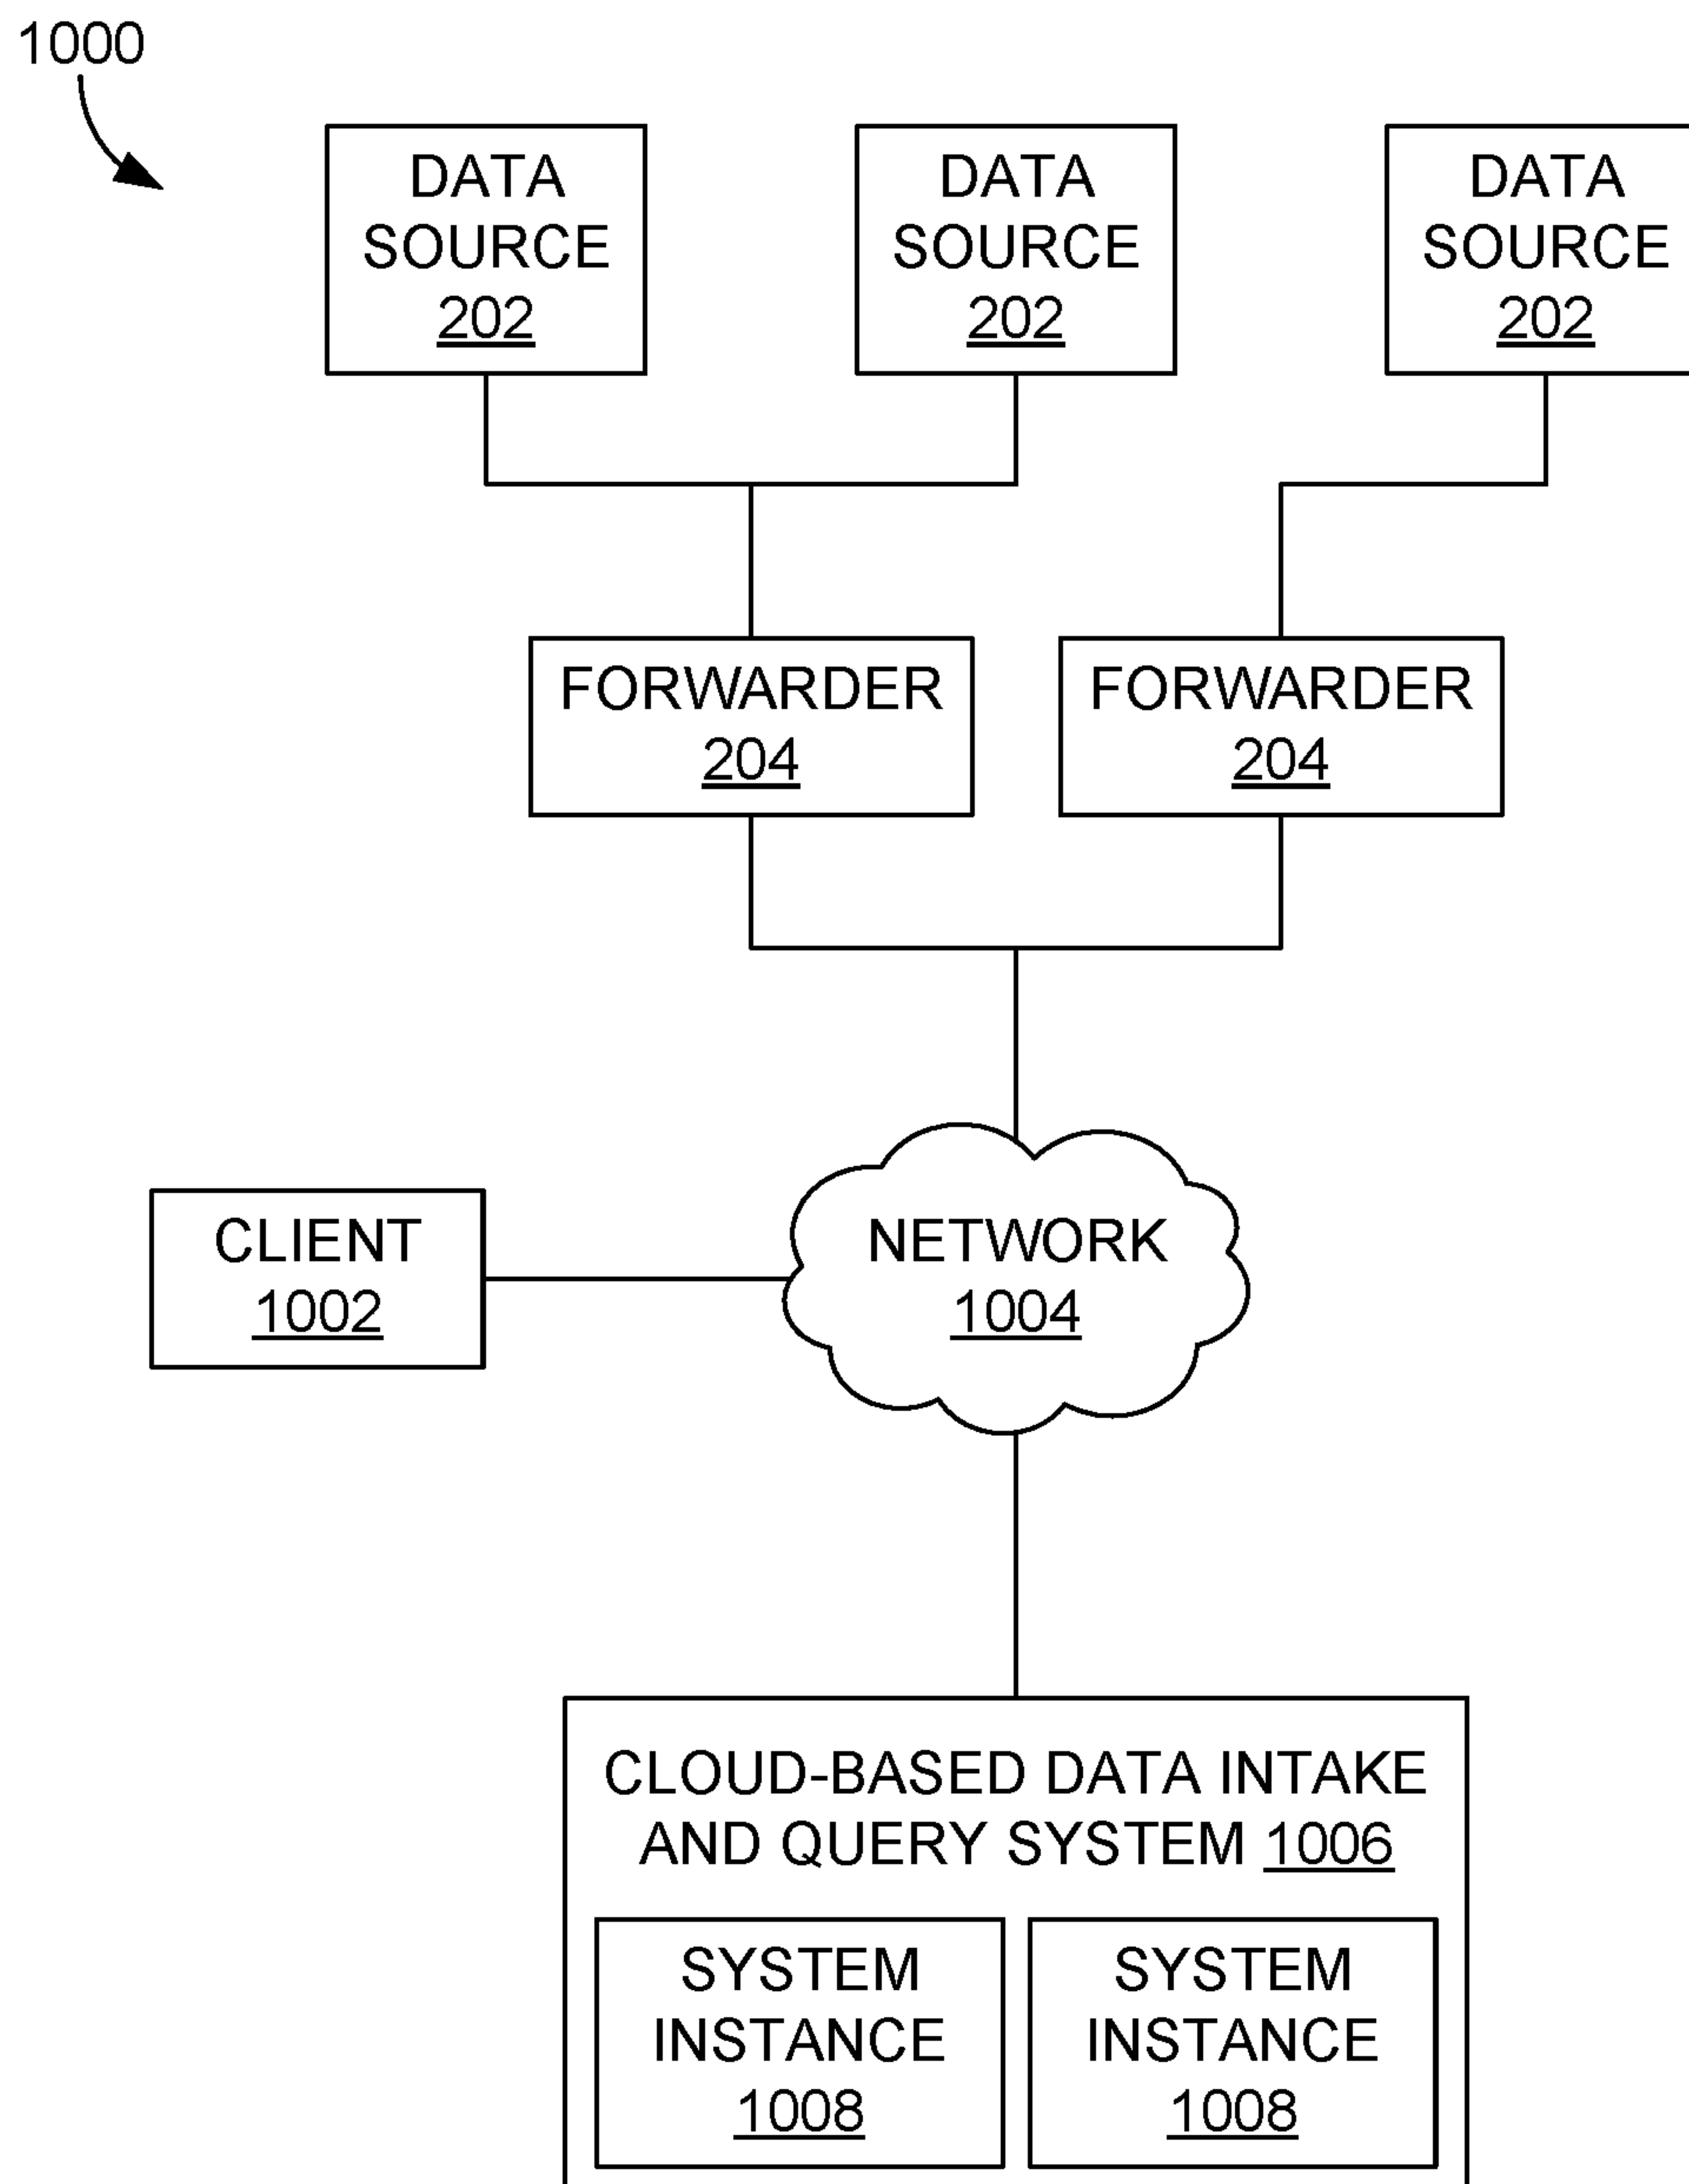 1000
DATA
SOURCE
202
DATA
SOURCE
202
DATA
SOURCE
202
FORWARDER
204
FORWARDER
204
CLIENT
1002
NETWORK
1004
CLOUD-BASED DATA INTAKE
AND QUERY SYSTEM 1006
SYSTEM
INSTANCE
1008
SYSTEM
INSTANCE
1008